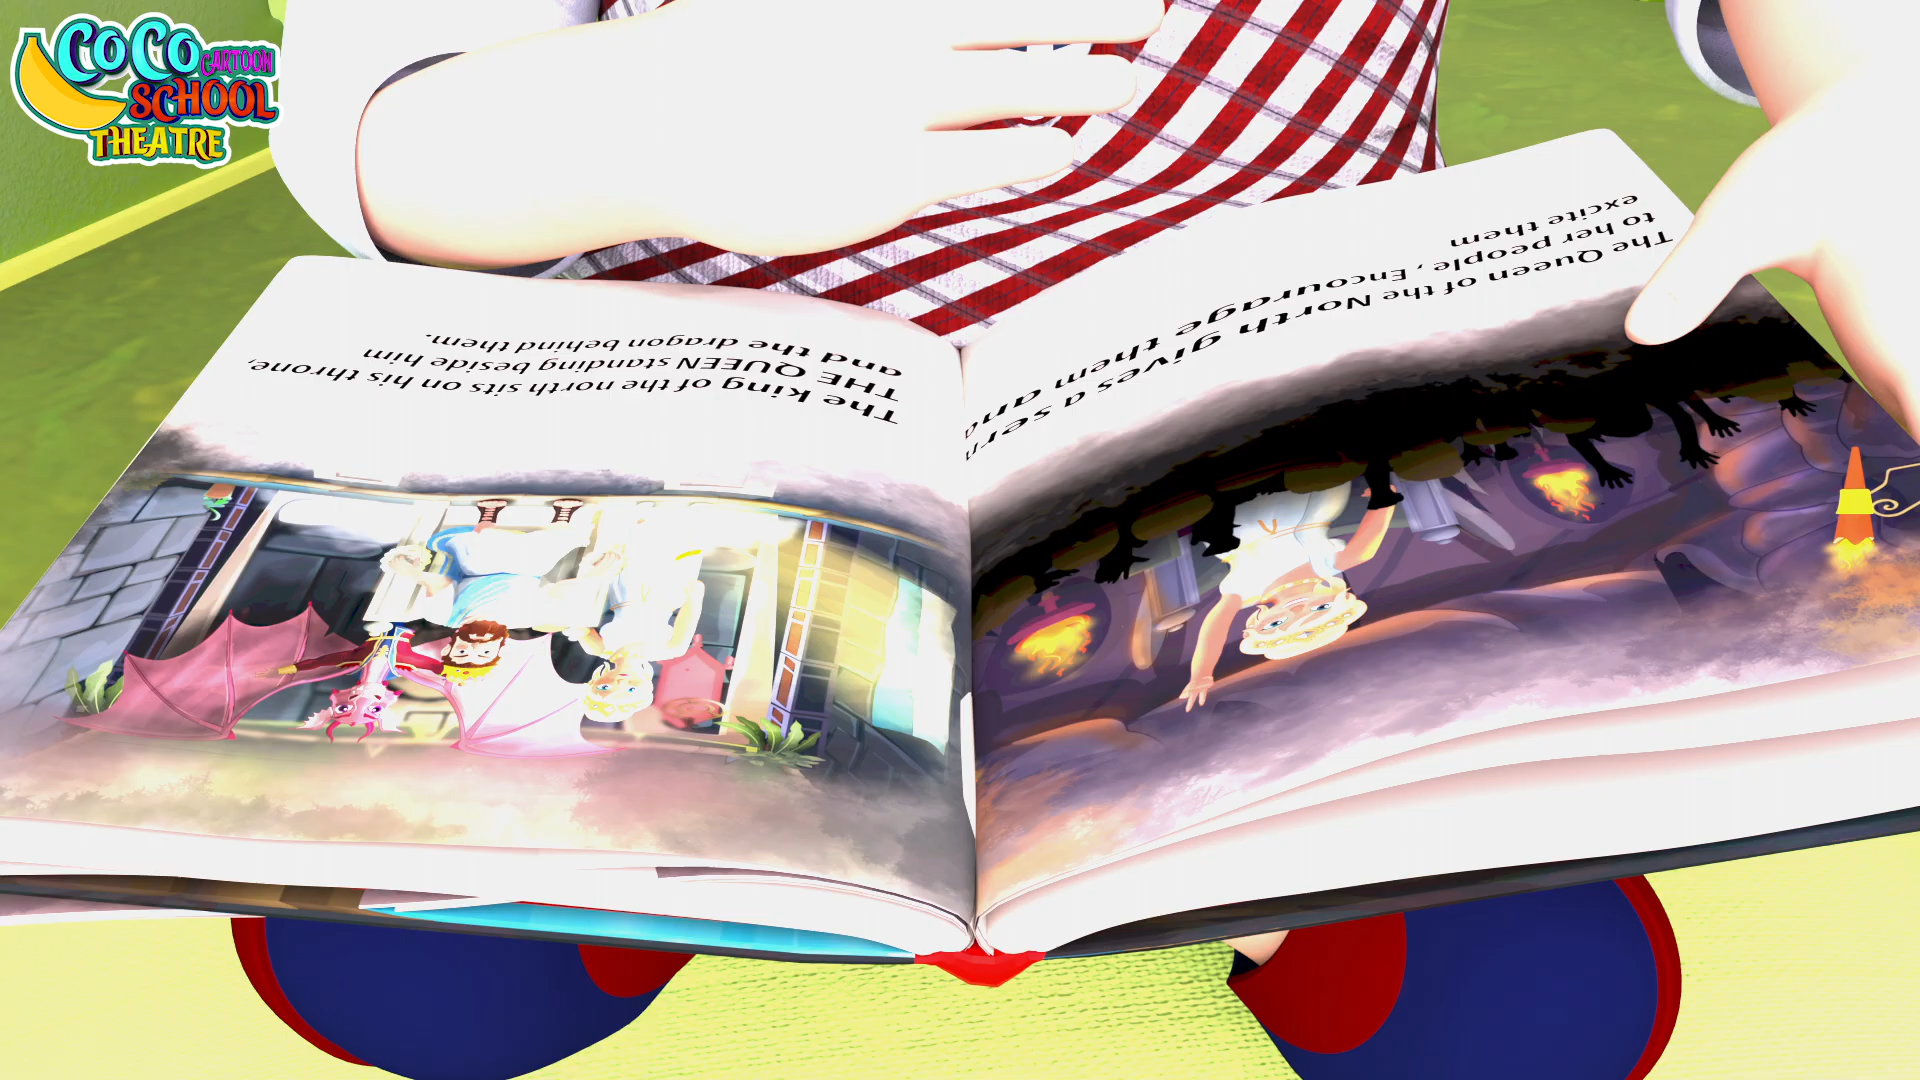 COCO
CARTOON
SCHOOL
THEATRE
The Queen of the North gives a
to her people , Encourage them and
excite them
The king of the north sits on his throne,
THE QUEEN standing beside him
and the dragon behind them.